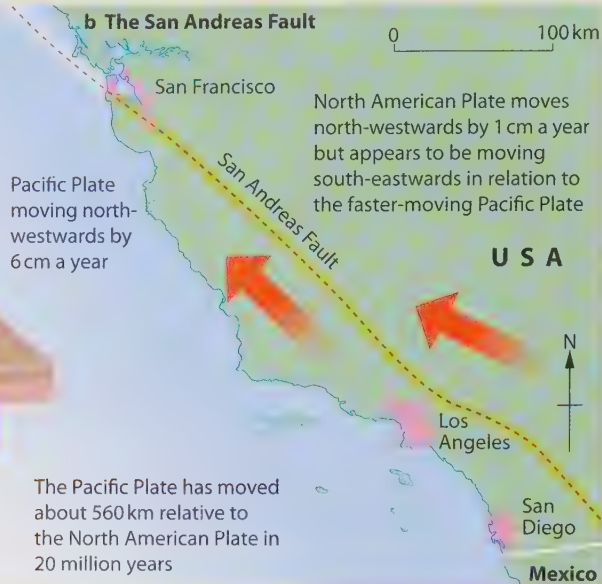 b The San Andreas Fault
0 100 km
San Francisco
North American Plate moves
north-westwards by 1 cm a year
but appears to be moving
south-eastwards in relation to
the faster-moving Pacific Plate
San Andreas Fault
Pacific Plate
moving north-
westwards by
6 cm a year
U S A
N
Los
Angeles
The Pacific Plate has moved
about 560 km relative to
the North American Plate in
20 million years
San
Diego
Mexico